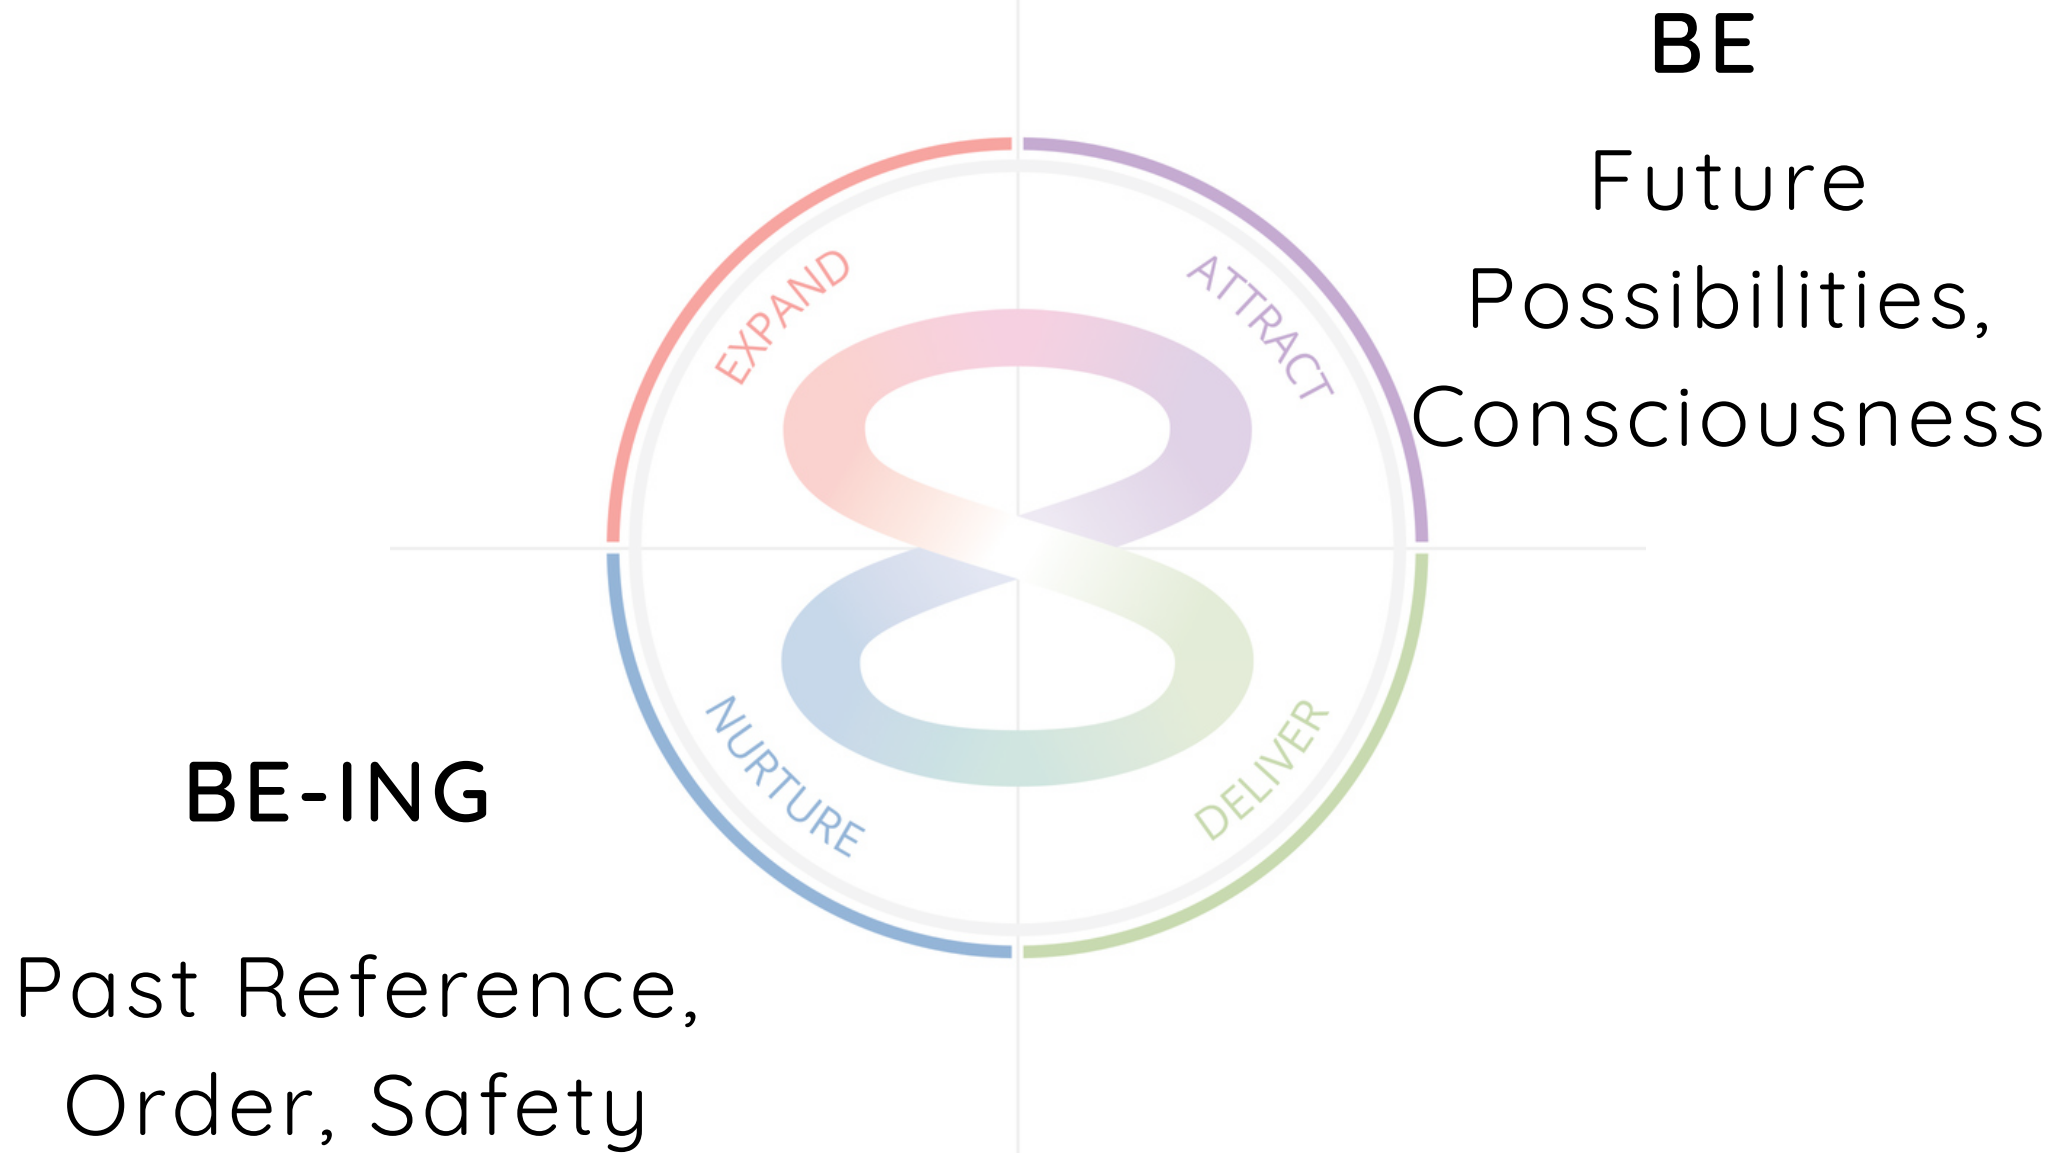 BE
Future
Possibilities,
Consciousness
EXPAND
ATTRACT
NURTURE
DELIVER
BE-ING
Past Reference,
Order, Safety